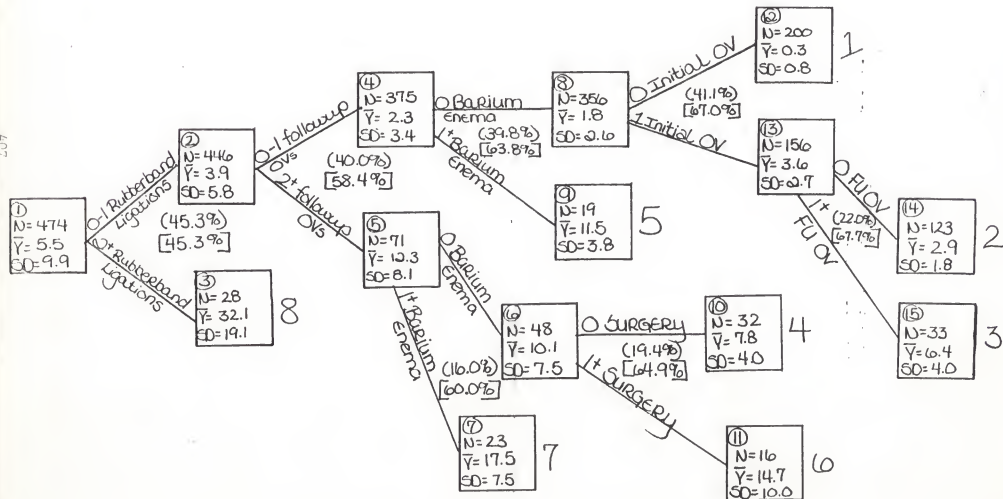 ①
N=474
Ȳ=5.5
SD=9.9
0-1 Rubberband
Ligations
2+ Rubberband
Ligations
(45.3%)
[45.3%]
②
N=446
Ȳ=3.9
SD=5.8
③
N=28
Ȳ=32.1
SD=19.1
8
0-1 followup
OVs
2+ followup
OVs
(40.0%)
[58.4%]
④
N=375
Ȳ=2.3
SD=3.4
⑤
N=71
Ȳ=12.3
SD=8.1
0 Barium
Enema
1+ Barium
Enema
(39.8%)
[63.8%]
⑧
N=356
Ȳ=1.8
SD=2.6
⑨
N=19
Ȳ=11.5
SD=3.8
5
0 Barium
Enema
1+ Barium
Enema
(16.0%)
[60.0%]
⑥
N=48
Ȳ=10.1
SD=7.5
⑦
N=23
Ȳ=17.5
SD=7.5
7
0 SURGERY
1+ SURGERY
(19.4%)
[64.9%]
⑩
N=32
Ȳ=7.8
SD=4.0
4
⑪
N=16
Ȳ=14.7
SD=10.0
6
0 Initial OV
1 Initial OV
(41.1%)
[67.0%]
⑫
N=200
Ȳ=0.3
SD=0.8
1
⑬
N=156
Ȳ=3.6
SD=2.7
0 FU OV
1+
FU OV
(22.0%)
[67.7%]
⑭
N=123
Ȳ=2.9
SD=1.8
2
⑮
N=33
Ȳ=6.4
SD=4.0
3